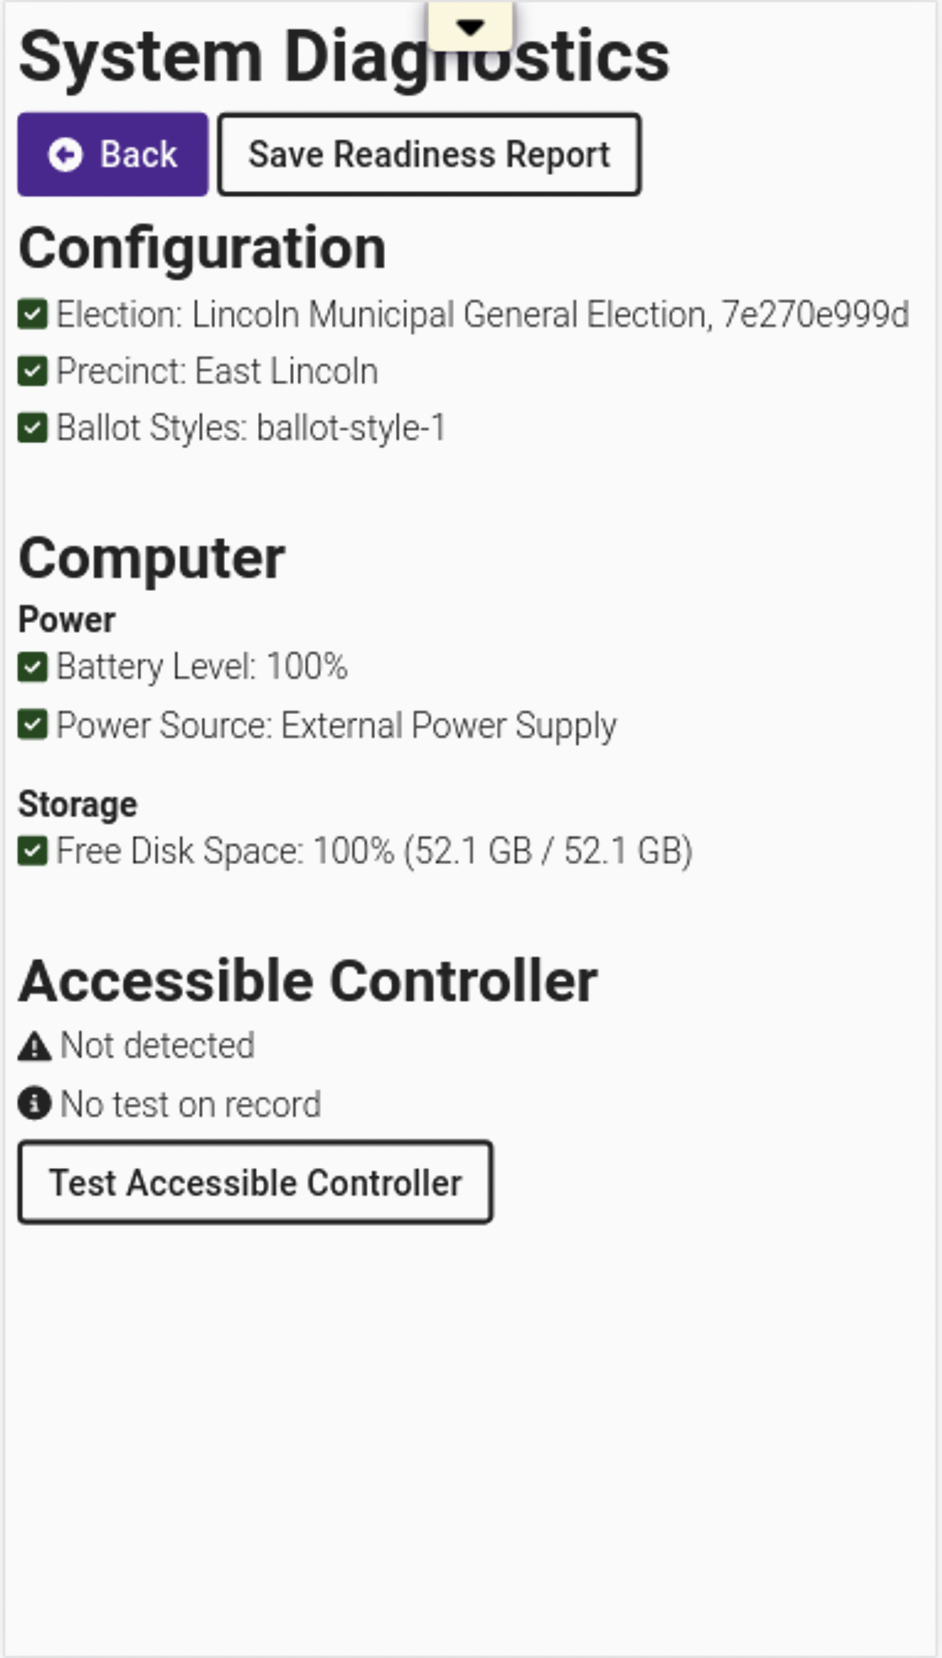 System Diagnostics
Back
Save Readiness Report
Configuration
Election: Lincoln Municipal General Election, 7e270e999d
Precinct: East Lincoln
Ballot Styles: ballot-style-1
Computer
Power
Battery Level: 100%
Power Source: External Power Supply
Storage
Free Disk Space: 100% (52.1 GB / 52.1 GB)
Accessible Controller
Not detected
No test on record
Test Accessible Controller